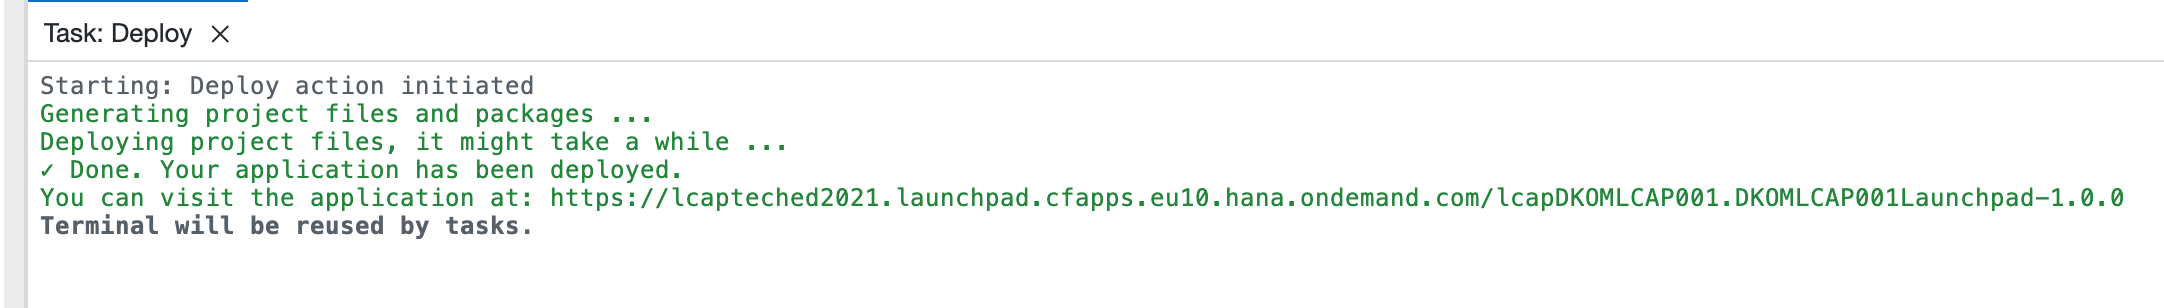 Task: Deploy ×
Starting: Deploy action initiated
Generating project files and packages ...
Deploying project files, it might take a while ...
✓ Done. Your application has been deployed.
You can visit the application at: https://lcapteched2021.launchpad.cfapps.eu10.hana.ondemand.com/lcapDKOMLCAP001.DKOMLCAP001Launchpad-1.0.0
Terminal will be reused by tasks.